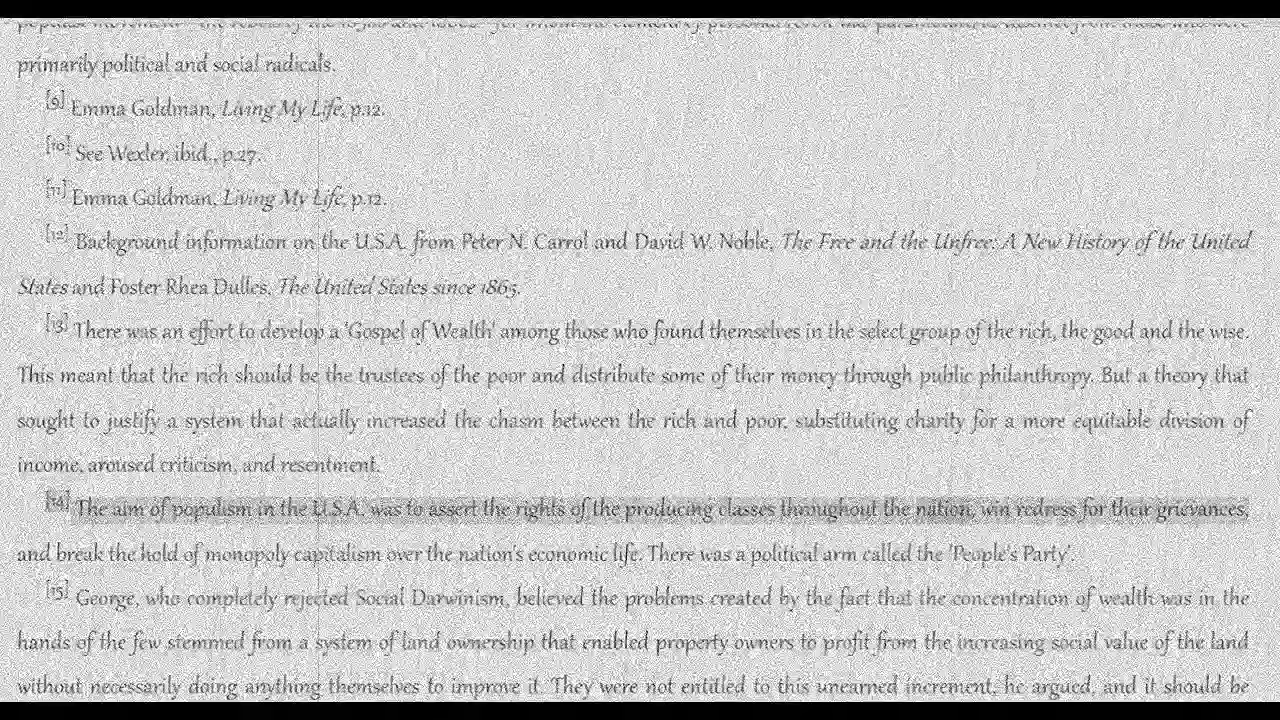 primarily political and social radicals.
[9] Emma Goldman, Living My Life, p.12.
[10] See Wexler, ibid., p.27.
[11] Emma Goldman, Living My Life, p.12.
[12] Background information on the U.S.A. from Peter N. Carrol and David W. Noble, The Free and the Unfree: A New History of the United
States and Foster Rhea Dulles, The United States since 1865.
[13] There was an effort to develop a 'Gospel of Wealth' among those who found themselves in the select group of the rich, the good and the wise.
This meant that the rich should be the trustees of the poor and distribute some of their money through public philanthropy. But a theory that
sought to justify a system that actually increased the chasm between the rich and poor, substituting charity for a more equitable division of
income, aroused criticism, and resentment.
[14] The aim of populism in the U.S.A. was to assert the rights of the producing classes throughout the nation, win redress for their grievances,
and break the hold of monopoly capitalism over the nation's economic life. There was a political arm called the 'People's Party'.
[15] George, who completely rejected Social Darwinism, believed the problems created by the fact that the concentration of wealth was in the
hands of the few stemmed from a system of land ownership that enabled property owners to profit from the increasing social value of the land
without necessarily doing anything themselves to improve it. They were not entitled to this unearned increment, he argued, and it should be